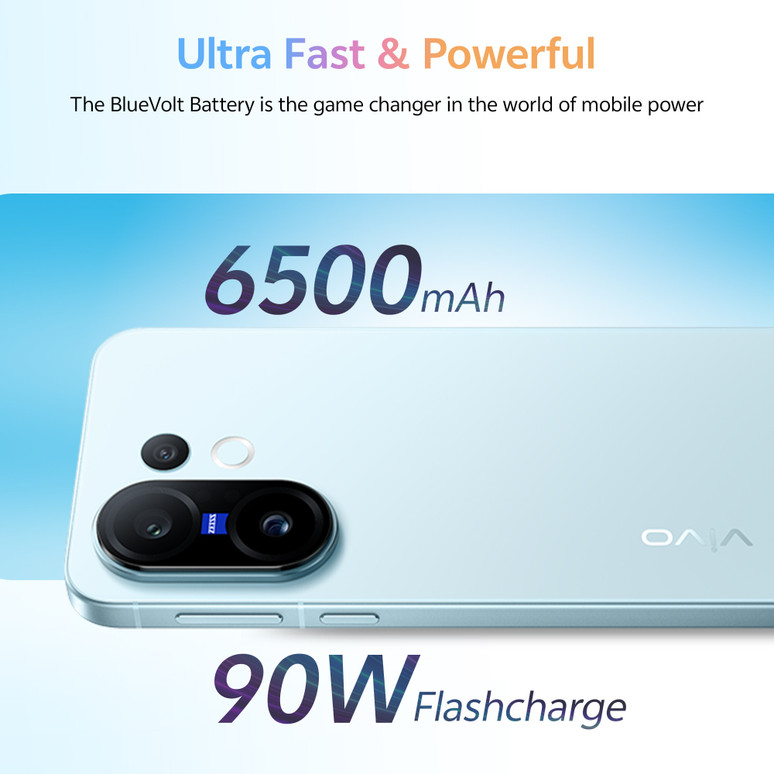 Ultra Fast & Powerful
The BlueVolt Battery is the game changer in the world of mobile power
6500mAh
ZEISS
vivo
90W Flashcharge